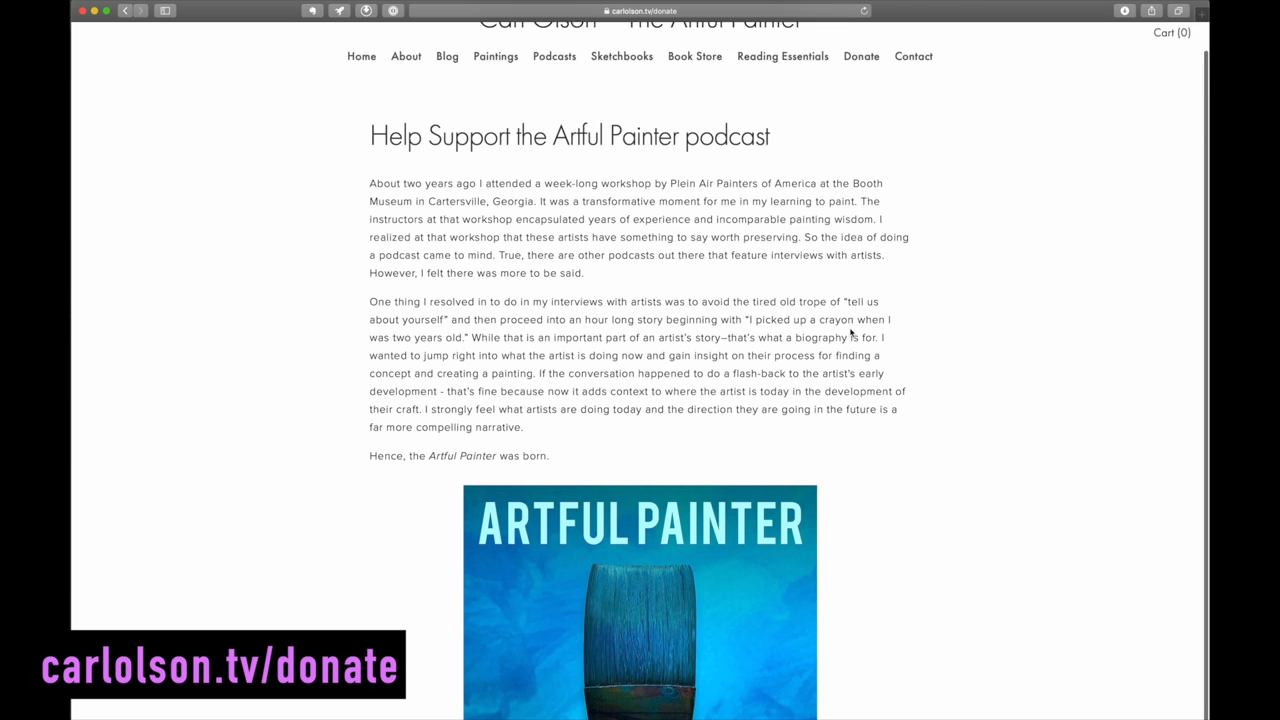 carlolson.tv/donate
Carl Olson The Artful Painter
Cart (0)
Home About Blog Paintings Podcasts Sketchbooks Book Store Reading Essentials Donate Contact
Help Support the Artful Painter podcast
About two years ago I attended a week-long workshop by Plein Air Painters of America at the Booth
Museum in Cartersville, Georgia. It was a transformative moment for me in my learning to paint. The
instructors at that workshop encapsulated years of experience and incomparable painting wisdom. I
realized at that workshop that these artists have something to say worth preserving. So the idea of doing
a podcast came to mind. True, there are other podcasts out there that feature interviews with artists.
However, I felt there was more to be said.
One thing I resolved in to do in my interviews with artists was to avoid the tired old trope of “tell us
about yourself” and then proceed into an hour long story beginning with “I picked up a crayon when I
was two years old.” While that is an important part of an artist's story–that's what a biography is for. I
wanted to jump right into what the artist is doing now and gain insight on their process for finding a
concept and creating a painting. If the conversation happened to do a flash-back to the artist's early
development - that's fine because now it adds context to where the artist is today in the development of
their craft. I strongly feel what artists are doing today and the direction they are going in the future is a
far more compelling narrative.
Hence, the Artful Painter was born.
ARTFUL PAINTER
carlolson.tv/donate